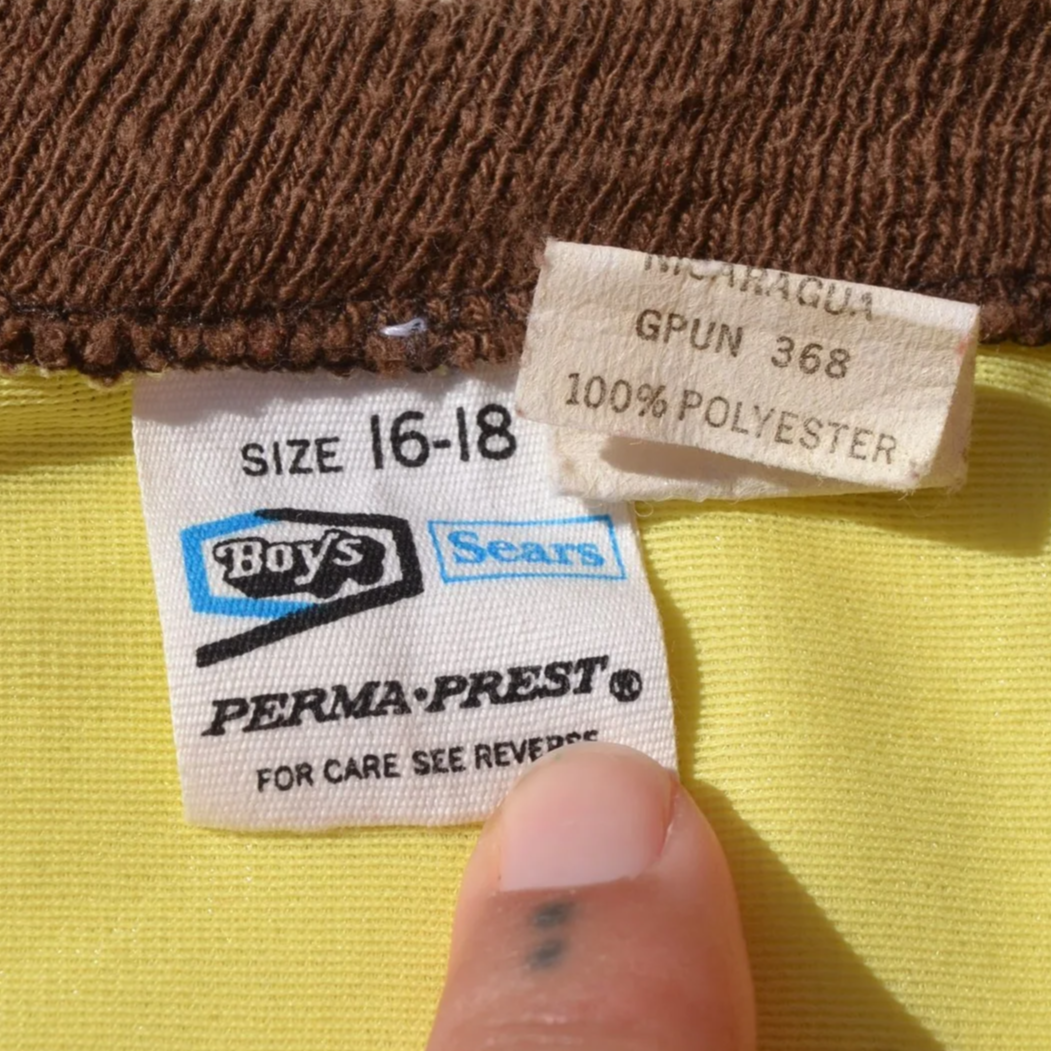 NICARAGUA
GPUN 368
100% POLYESTER
SIZE 16-18
Boy's Sears
PERMA•PREST®
FOR CARE SEE REVERSE